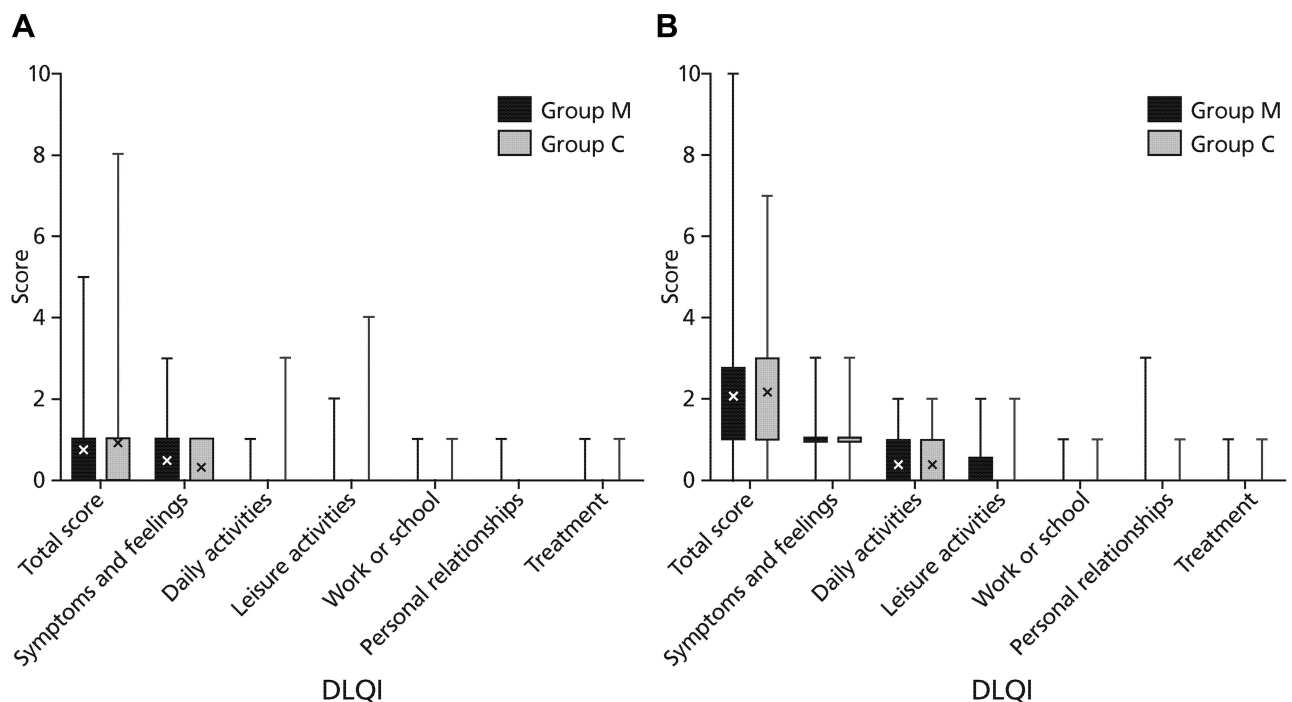 A
10
8
6
4
2
0
Score
Group M
Group C
Total score
Symptoms and feelings
Daily activities
Leisure activities
Work or school
Personal relationships
Treatment
DLQI
B
10
8
6
4
2
0
Score
Group M
Group C
Total score
Symptoms and feelings
Daily activities
Leisure activities
Work or school
Personal relationships
Treatment
DLQI